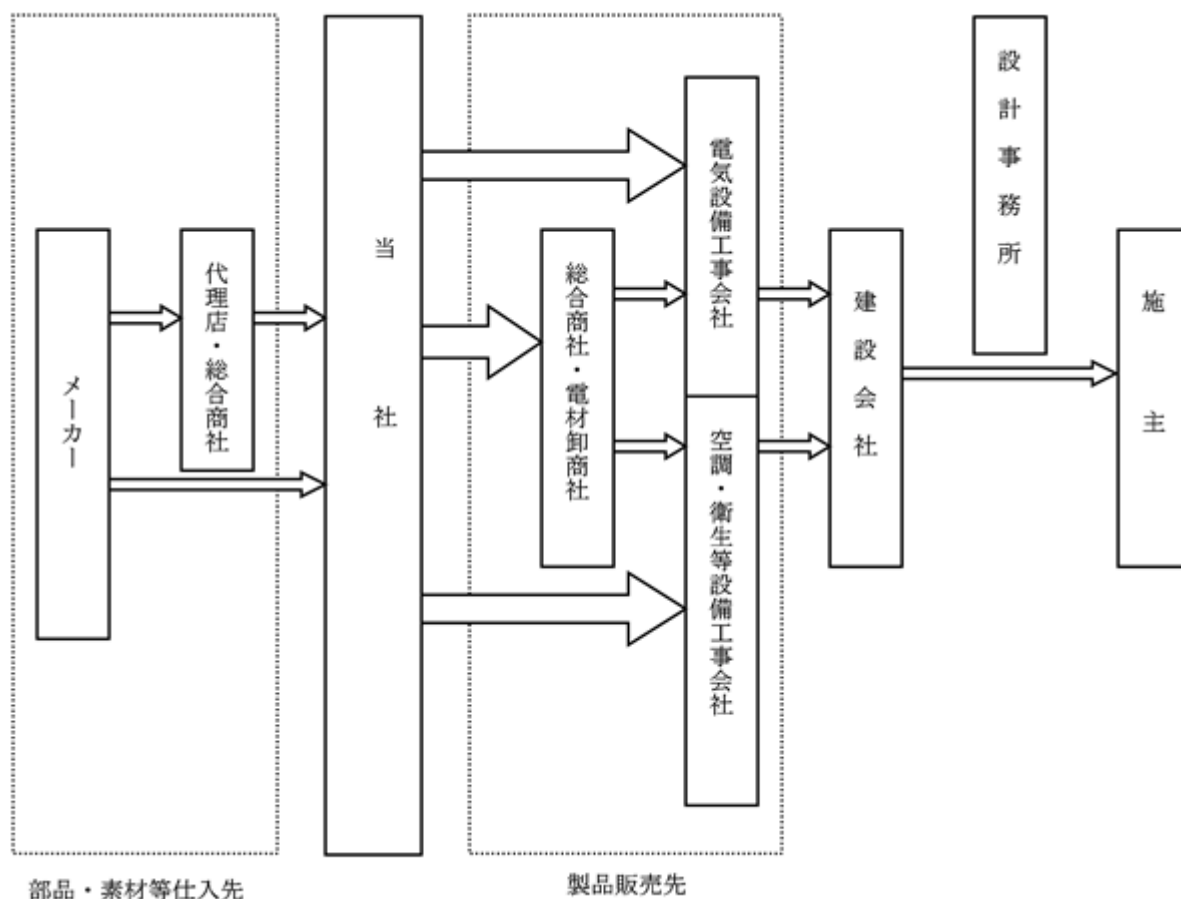 メーカー
代理店・総合商社
当社
総合商社・電材卸商社
電気設備工事会社
空調・衛生等設備工事会社
建設会社
設計事務所
施主
部品・素材等仕入先
製品販売先